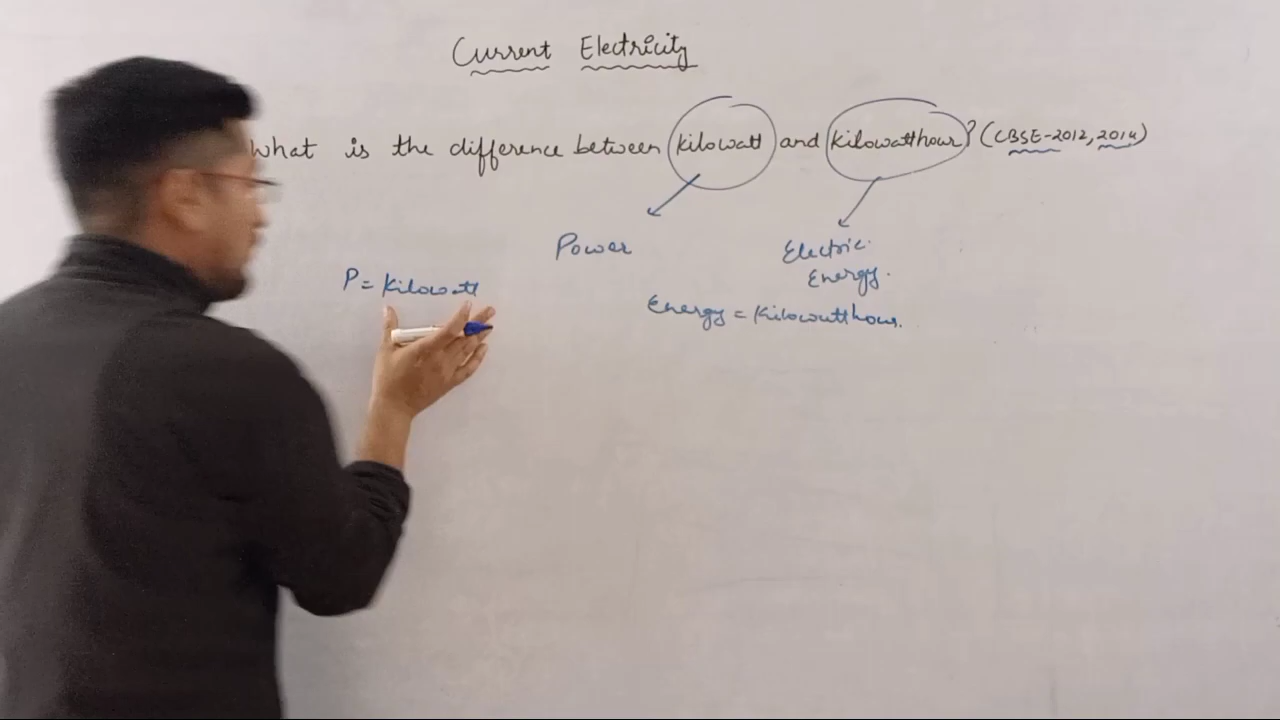 Current Electricity
What is the difference between kilowatt and kilowatthour? (CBSE-2012, 2014)
Power
Electric
Energy.
P = Kilowatt
Energy = Kilowatthour.